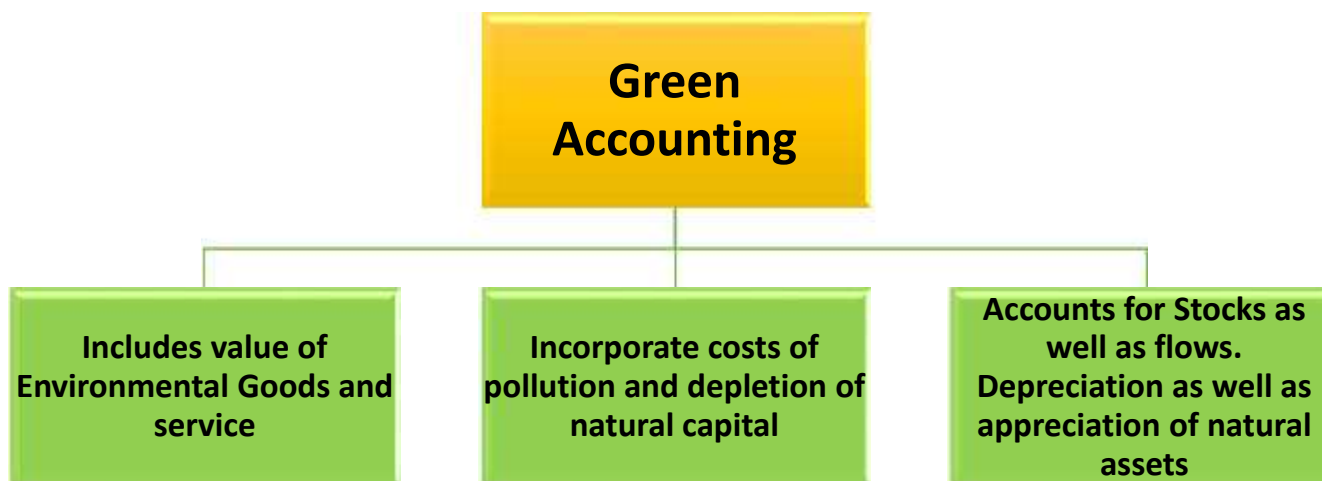 Green
Accounting
Includes value of
Environmental Goods and
service
Incorporate costs of
pollution and depletion of
natural capital
Accounts for Stocks as
well as flows.
Depreciation as well as
appreciation of natural
assets